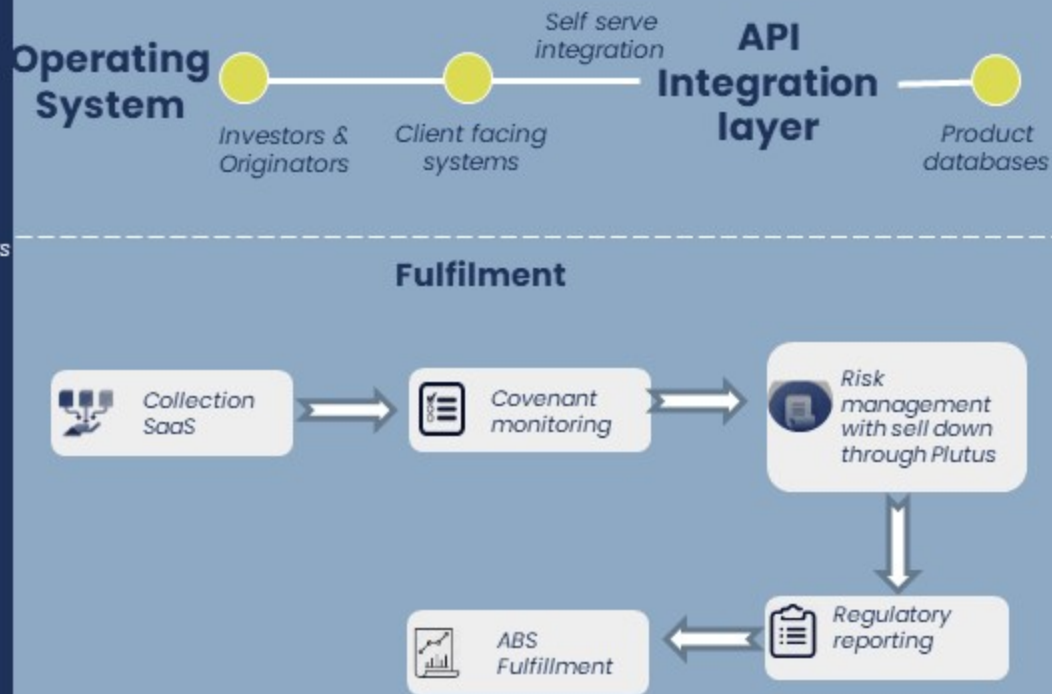 Operating
System
Investors &
Originators
Client facing
systems
Self serve
integration
API
Integration
layer
Product
databases
Fulfilment
Collection
SaaS
Covenant
monitoring
Risk
management
with sell down
through Plutus
Regulatory
reporting
ABS
Fulfillment